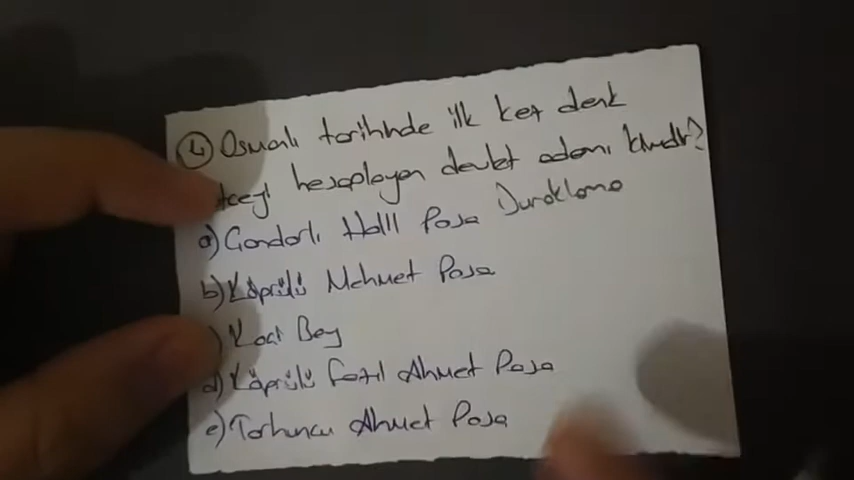 4 Osmanlı tarihinde ilk kez denk
bütçeyi hesaplayan devlet adamı kimdir?
a) Çandarlı Halil Paşa Duraklama
b) Köprülü Mehmet Paşa
) Koçi Bey
d) Köprülü Fazıl Ahmet Paşa
e) Tarhuncu Ahmet Paşa